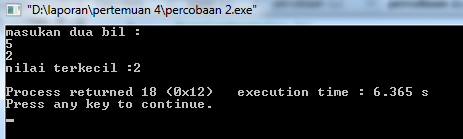 "D:\laporan\pertemuan 4\percobaan 2.exe"
masukan dua bil :
5
2
nilai terkecil :2
Process returned 18 (0x12)   execution time : 6.365 s
Press any key to continue.